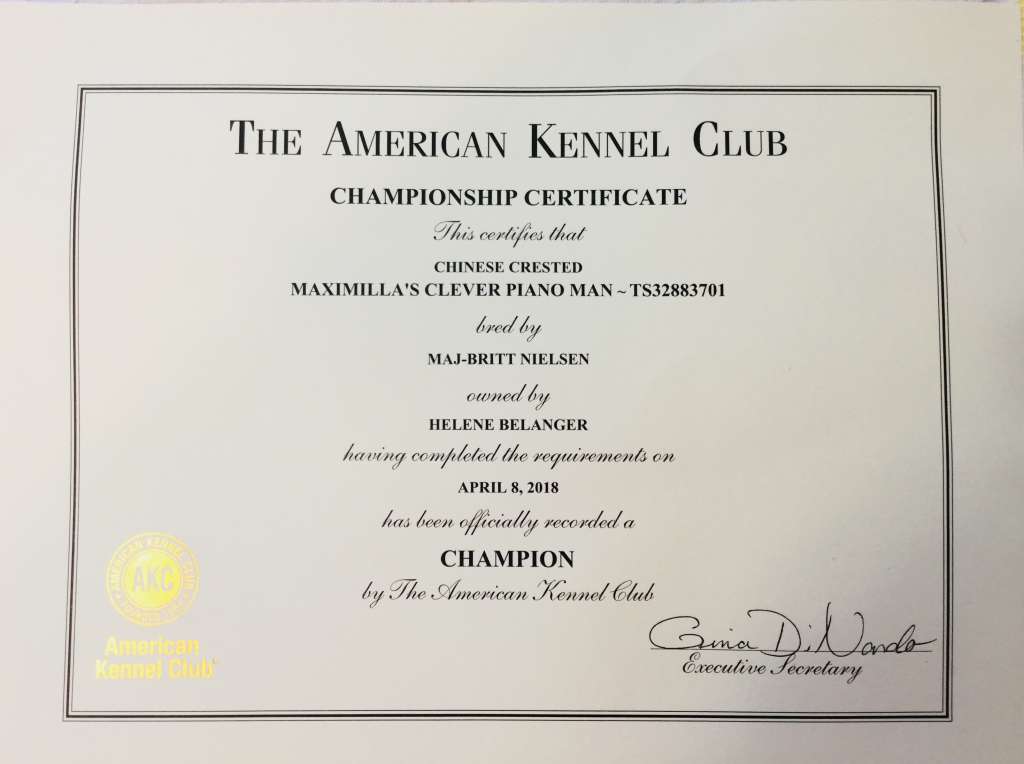 THE AMERICAN KENNEL CLUB
CHAMPIONSHIP CERTIFICATE
This certifies that
CHINESE CRESTED
MAXIMILLA'S CLEVER PIANO MAN ~ TS32883701
bred by
MAJ-BRITT NIELSEN
owned by
HELENE BELANGER
having completed the requirements on
APRIL 8, 2018
has been officially recorded a
CHAMPION
by The American Kennel Club
AKC
American
Kennel Club
Gina DiNardo
Executive Secretary